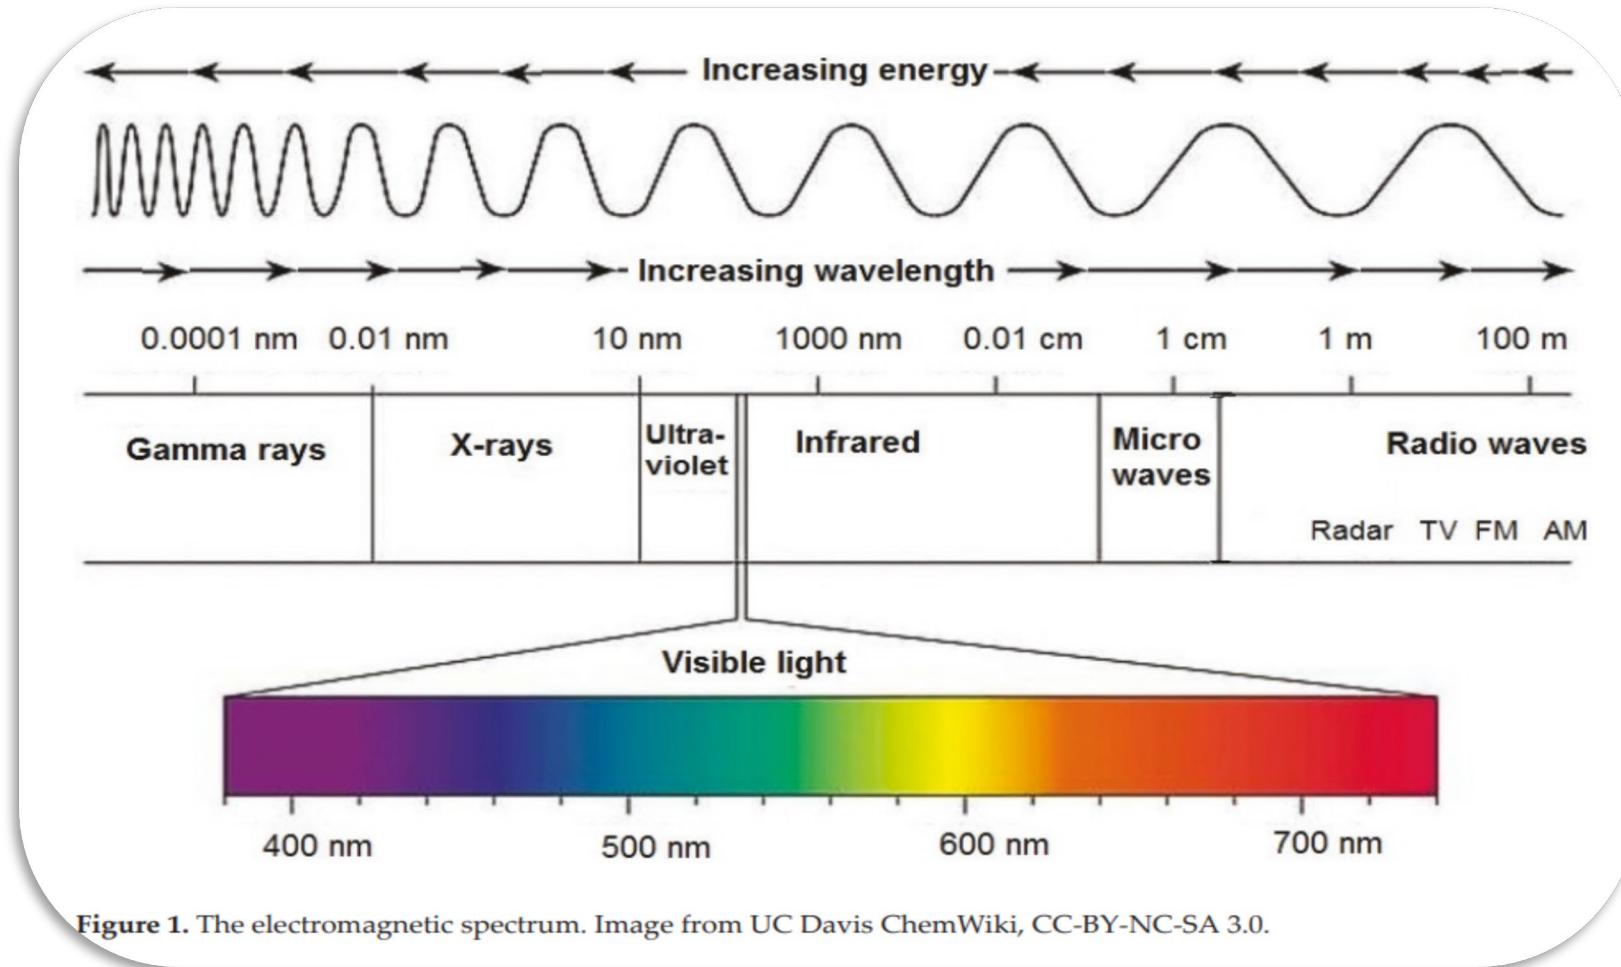 Increasing energy
Increasing wavelength
0.0001 nm 0.01 nm 10 nm 1000 nm 0.01 cm 1 cm 1 m 100 m
Gamma rays
X-rays
Ultra-
violet
Infrared
Micro
waves
Radio waves
Radar TV FM AM
Visible light
400 nm 500 nm 600 nm 700 nm
Figure 1. The electromagnetic spectrum. Image from UC Davis ChemWiki, CC-BY-NC-SA 3.0.